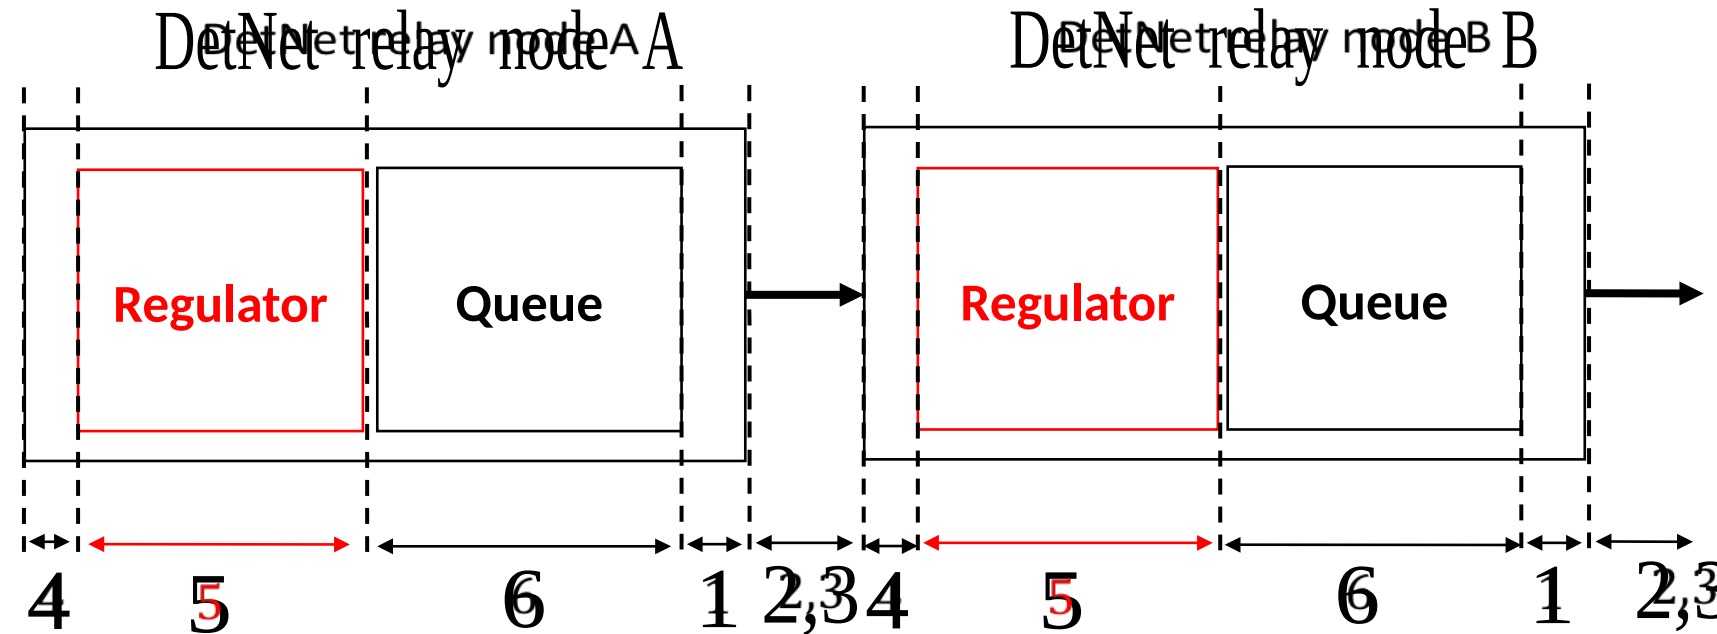 DetNet relay node A DetNet relay node B
Regulator Queue Regulator Queue
4 5 6 1 2,3 4 5 6 1 2,3